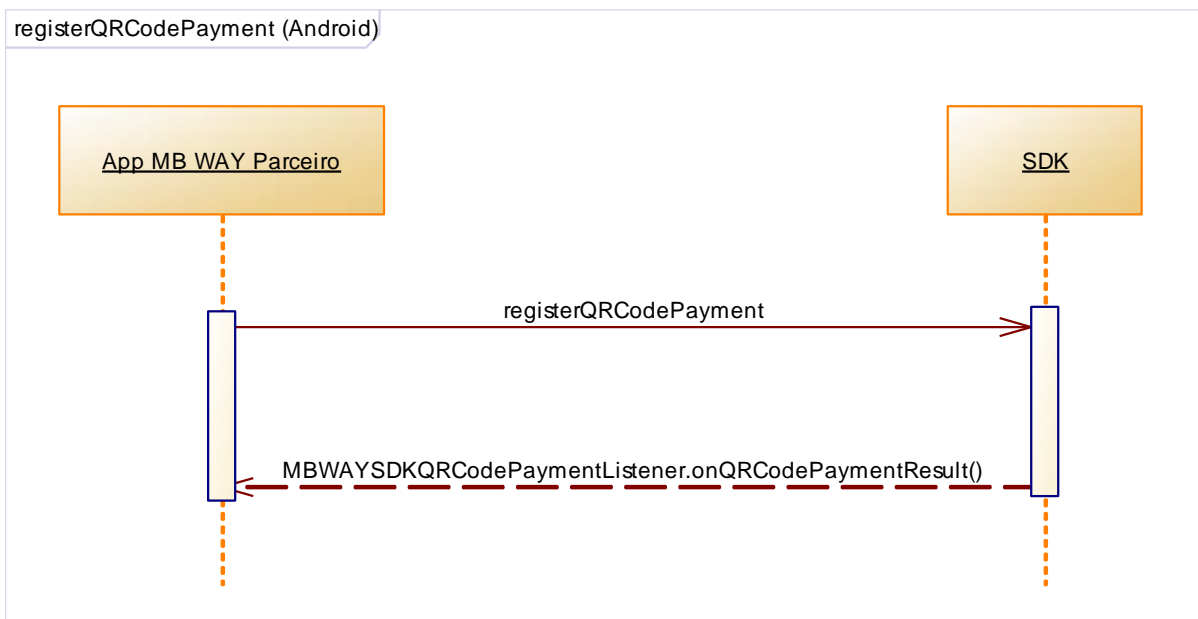 registerQRCodePayment (Android)
App MB WAY Parceiro
SDK
registerQRCodePayment
MBWAYSDKQRCodePaymentListener.onQRCodePaymentResult()